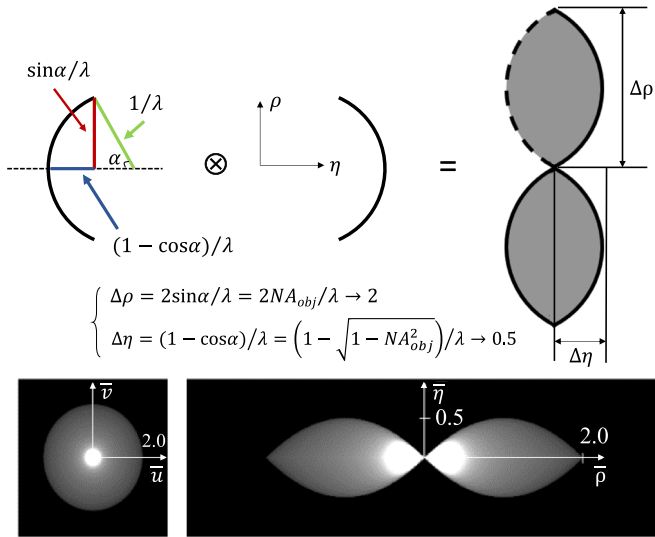 sinα/λ
1/λ
α
(1 − cosα)/λ
⊗
ρ
η
=
Δρ
Δη
Δρ = 2sinα/λ = 2NA_obj/λ → 2
Δη = (1 − cosα)/λ = (1 − √(1 − NA²_obj))/λ → 0.5
v̅
2.0
u̅
η̅
0.5
2.0
ρ̅